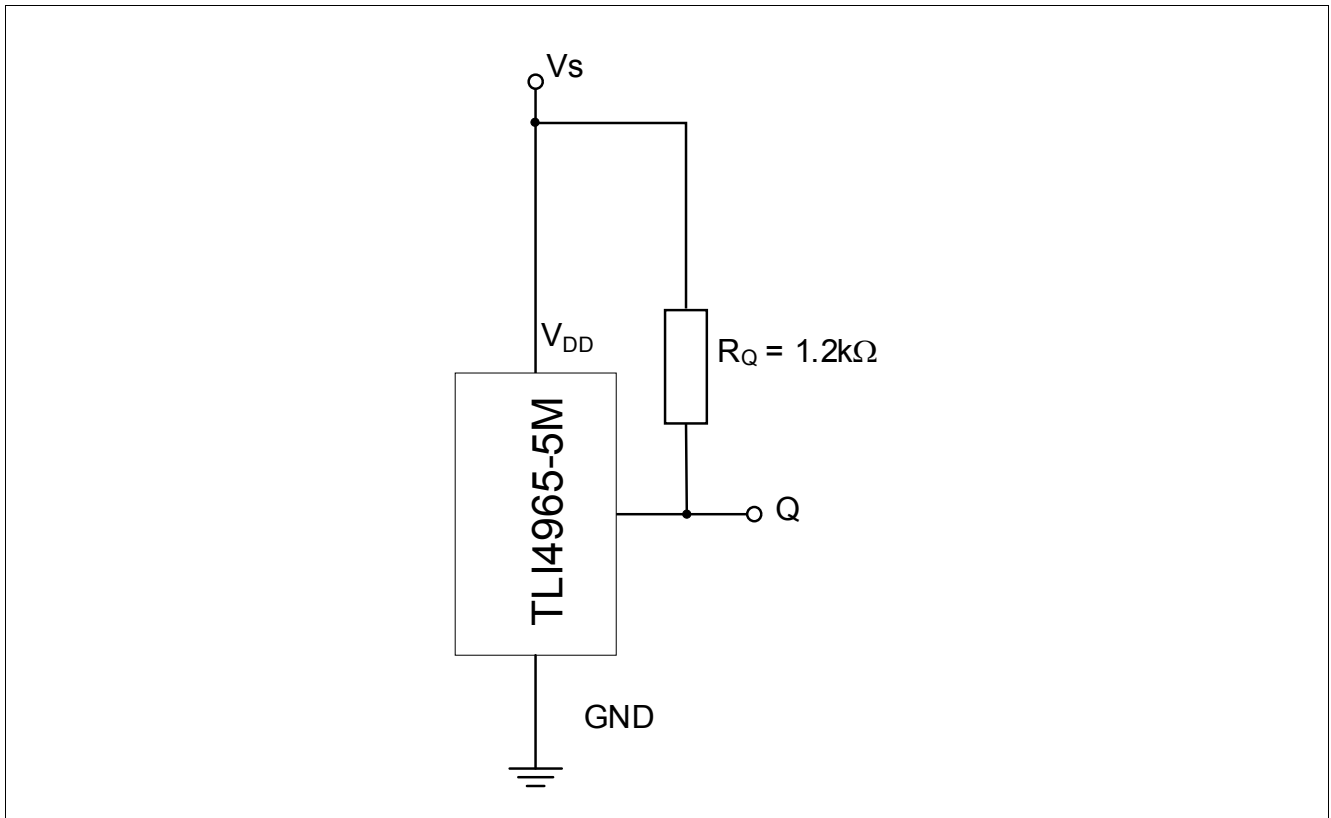 Vs
V_DD
R_Q = 1.2kΩ
TLI4965-5M
Q
GND